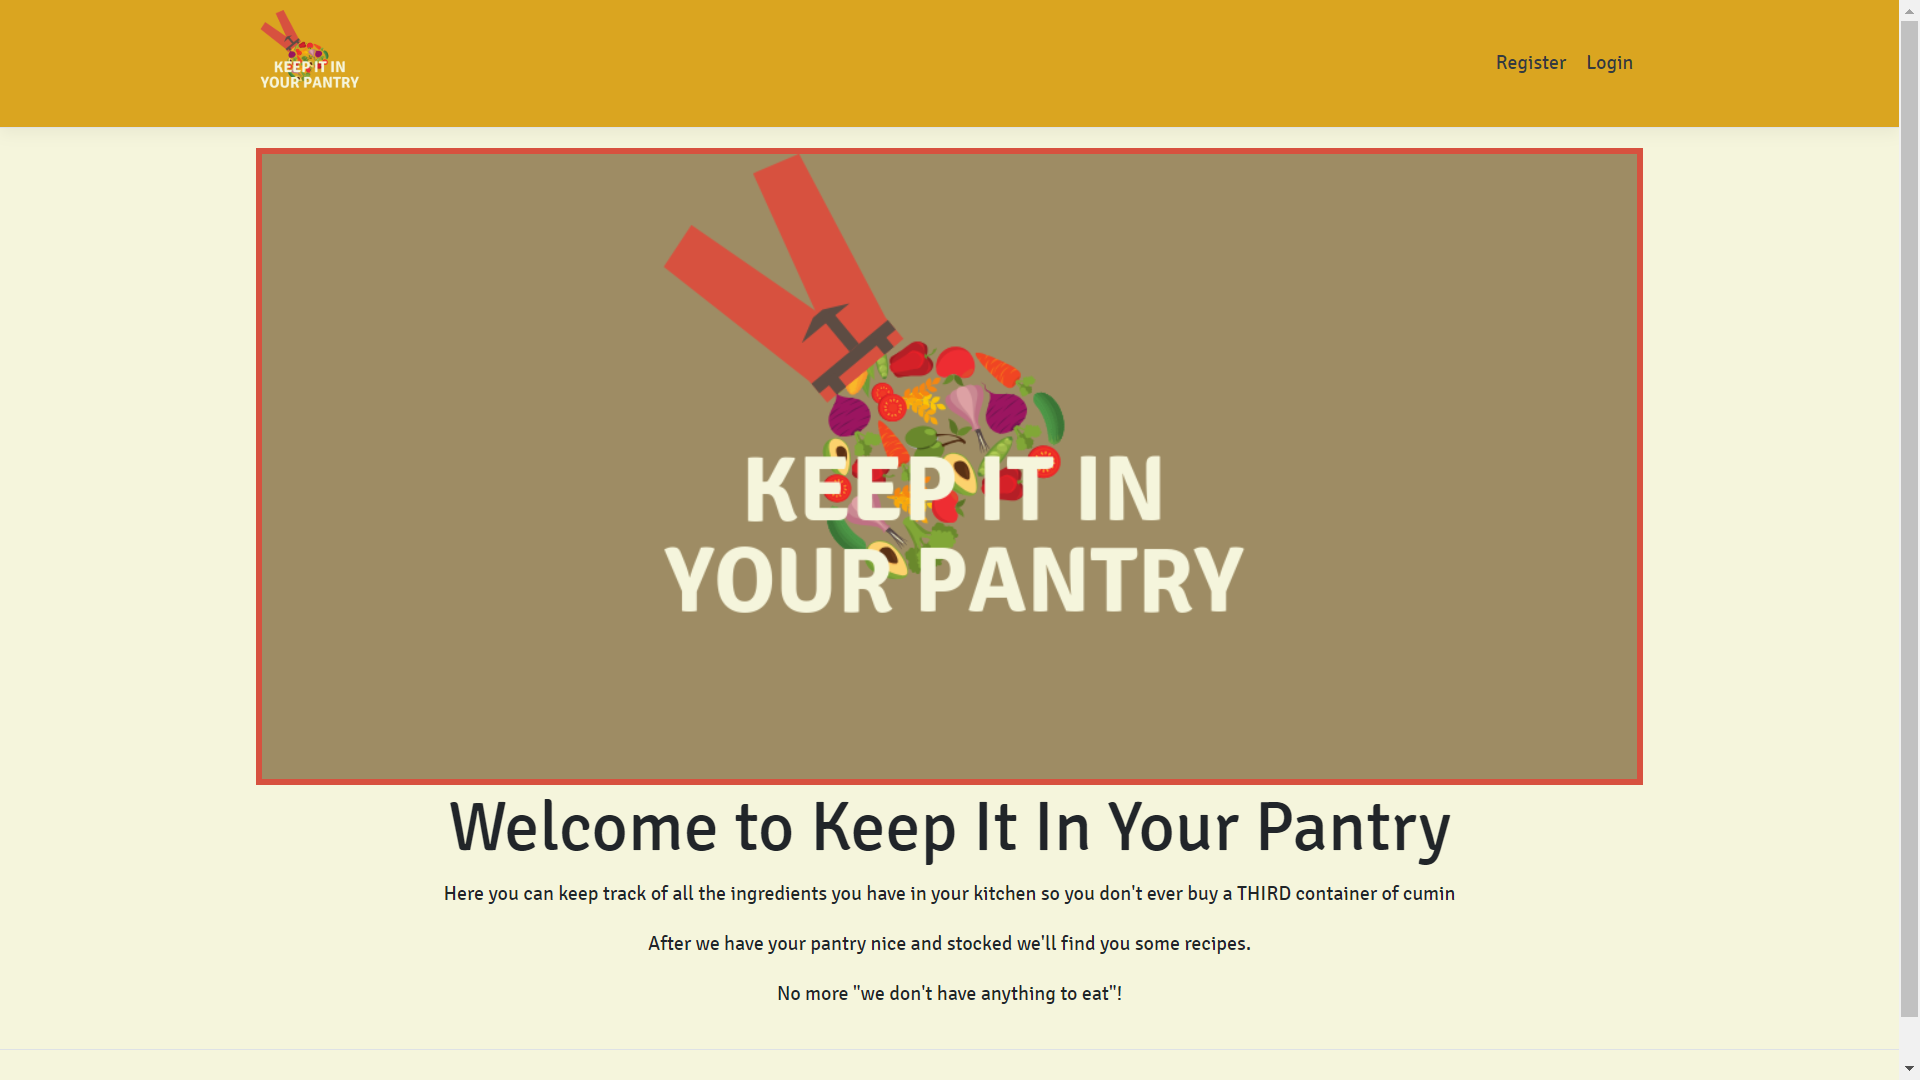 KEEP IT IN
YOUR PANTRY
Register Login
KEEP IT IN
YOUR PANTRY
Welcome to Keep It In Your Pantry
Here you can keep track of all the ingredients you have in your kitchen so you don't ever buy a THIRD container of cumin
After we have your pantry nice and stocked we'll find you some recipes.
No more "we don't have anything to eat"!